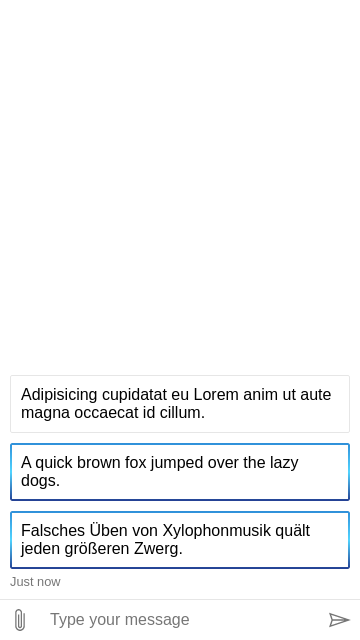 Adipisicing cupidatat eu Lorem anim ut aute
magna occaecat id cillum.
A quick brown fox jumped over the lazy
dogs.
Falsches Üben von Xylophonmusik quält
jeden größeren Zwerg.
Just now
Type your message